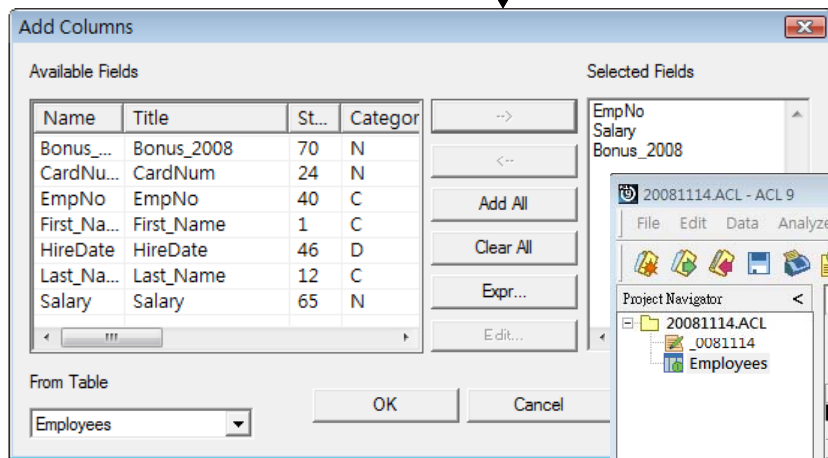 Add Columns
Available Fields
Selected Fields
Name Title St... Categor
Bonus_... Bonus_2008 70 N
CardNu... CardNum 24 N
EmpNo EmpNo 40 C
First_Na... First_Name 1 C
HireDate HireDate 46 D
Last_Na... Last_Name 12 C
Salary Salary 65 N
-->
<--
Add All
Clear All
Expr...
Edit...
EmpNo
Salary
Bonus_2008
From Table
Employees
OK
Cancel
20081114.ACL - ACL 9
File Edit Data Analyze
Project Navigator <
20081114.ACL
_0081114
Employees